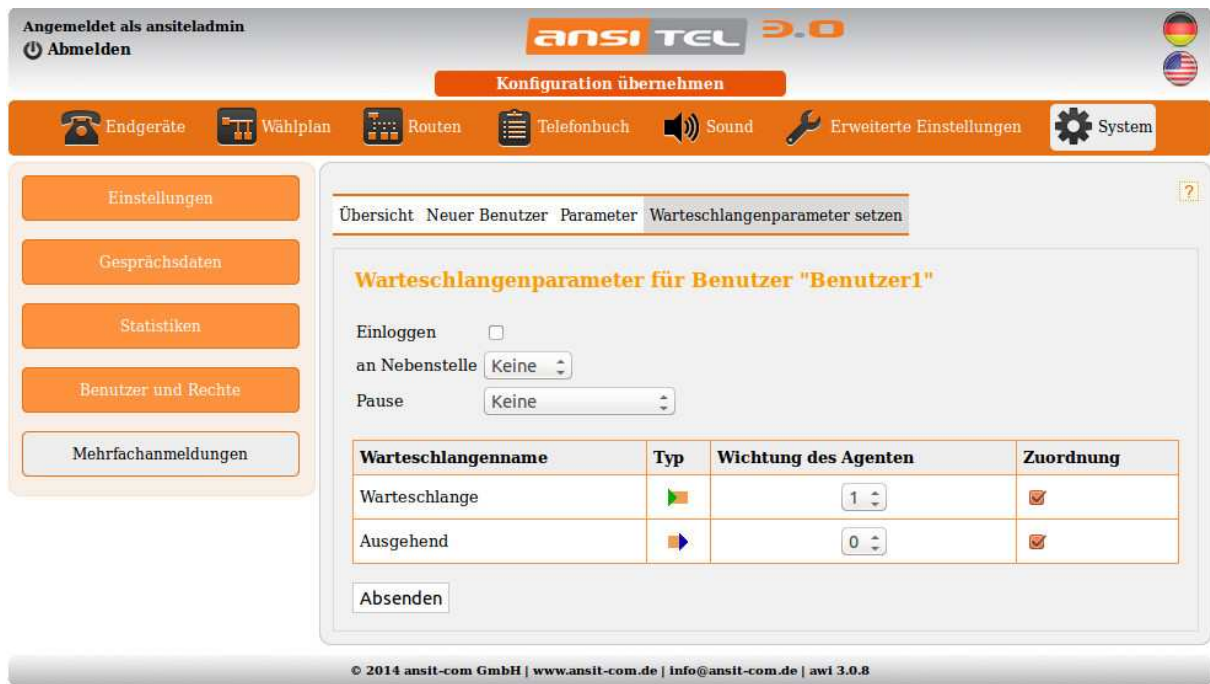 Angemeldet als ansiteladmin
Abmelden
ansi TEL 3.0
Konfiguration übernehmen
Endgeräte Wählplan Routen Telefonbuch Sound Erweiterte Einstellungen System
Einstellungen
Gesprächsdaten
Statistiken
Benutzer und Rechte
Mehrfachanmeldungen
?
Übersicht Neuer Benutzer Parameter Warteschlangenparameter setzen
Warteschlangenparameter für Benutzer "Benutzer1"
Einloggen
an Nebenstelle Keine
Pause Keine
Warteschlangenname Typ Wichtung des Agenten Zuordnung
Warteschlange 1
Ausgehend 0
Absenden
© 2014 ansit-com GmbH | www.ansit-com.de | info@ansit-com.de | awi 3.0.8